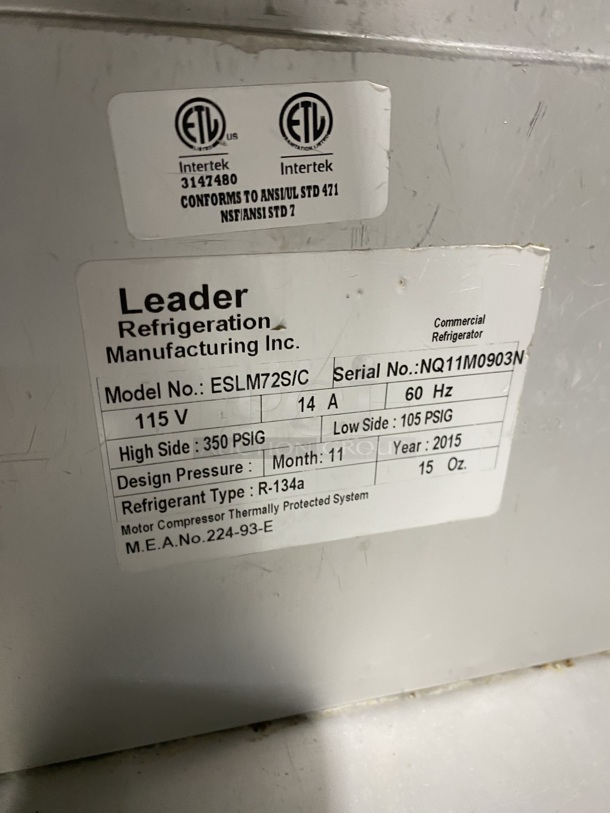 ETL
US
LISTED
ETL
Intertek
3147480
Intertek
CONFORMS TO ANSI/UL STD 471
NSF/ANSI STD 7
Leader
Refrigeration
Manufacturing Inc.
Commercial
Refrigerator
Model No.: ESLM72S/C Serial No.:NQ11M0903N
115 V 14 A 60 Hz
High Side : 350 PSIG Low Side : 105 PSIG
Design Pressure : Month: 11 Year : 2015
Refrigerant Type : R-134a 15 Oz.
Motor Compressor Thermally Protected System
M.E.A.No.224-93-E